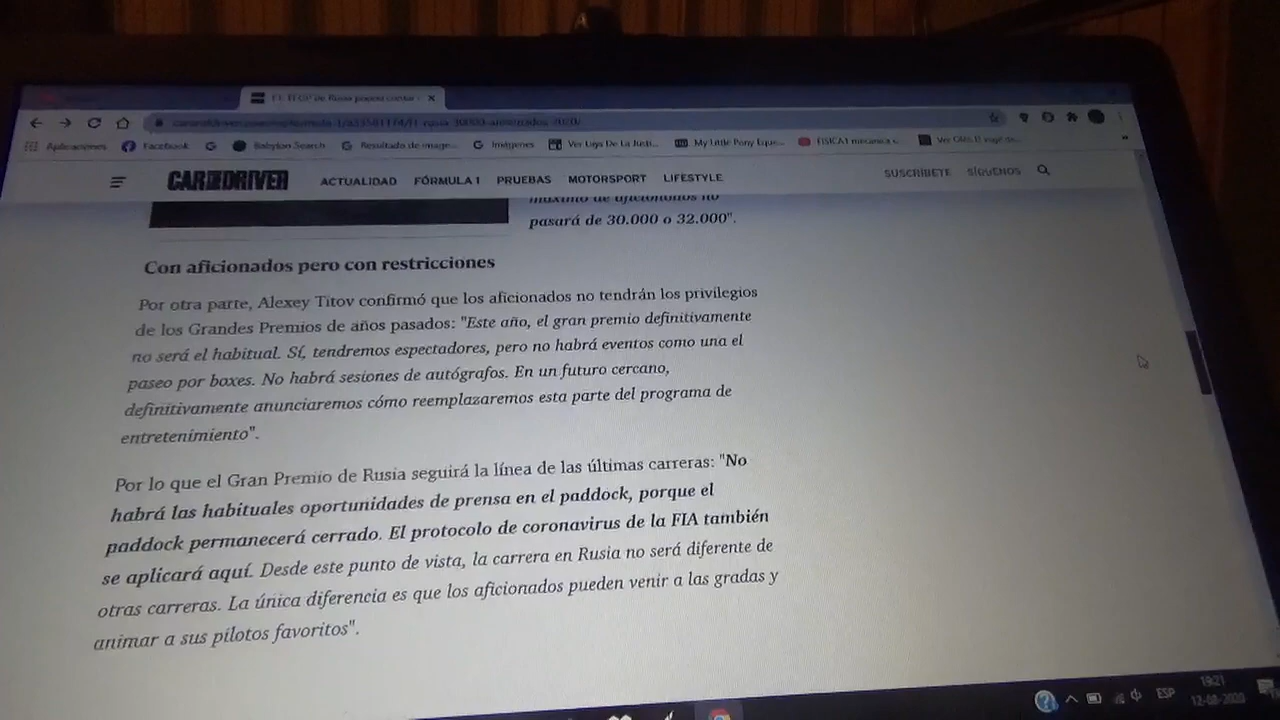 F1: El GP de Rusia
Aplicaciones Facebook Babylon Search Resultado de image... Imágenes Ver Liga De La Justi... My Little Pony Eque... FISICA1 mecanica c...
CAR AND DRIVER ACTUALIDAD FÓRMULA 1 PRUEBAS MOTORSPORT LIFESTYLE SUSCRÍBETE SÍGUENOS
máximo de aficionados no
pasará de 30.000 o 32.000".
Con aficionados pero con restricciones
Por otra parte, Alexey Titov confirmó que los aficionados no tendrán los privilegios
de los Grandes Premios de años pasados: "Este año, el gran premio definitivamente
no será el habitual. Sí, tendremos espectadores, pero no habrá eventos como una el
paseo por boxes. No habrá sesiones de autógrafos. En un futuro cercano,
definitivamente anunciaremos cómo reemplazaremos esta parte del programa de
entretenimiento".
Por lo que el Gran Premio de Rusia seguirá la línea de las últimas carreras: "No
habrá las habituales oportunidades de prensa en el paddock, porque el
paddock permanecerá cerrado. El protocolo de coronavirus de la FIA también
se aplicará aquí. Desde este punto de vista, la carrera en Rusia no será diferente de
otras carreras. La única diferencia es que los aficionados pueden venir a las gradas y
animar a sus pilotos favoritos".
ESP
19:21
12-08-2020